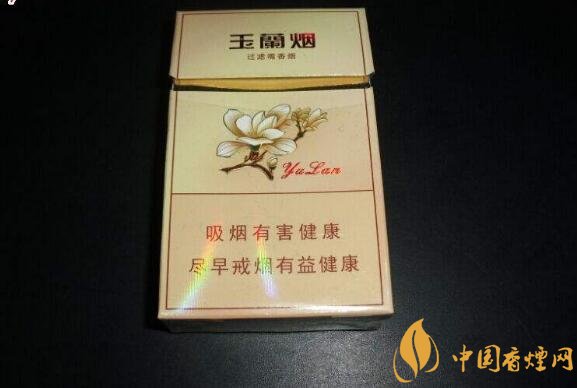 玉蘭烟
过滤嘴香烟
YuLan
吸烟有害健康
尽早戒烟有益健康
中国香煙网